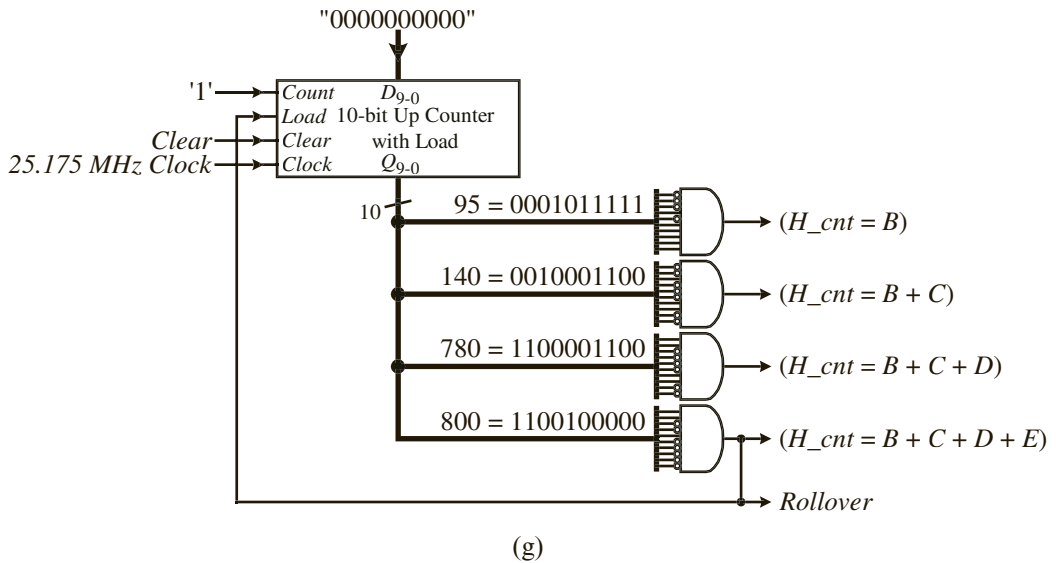 "0000000000"
'1'
Count D9-0
Load 10-bit Up Counter
Clear Clear with Load
25.175 MHz Clock Clock Q9-0
10
95 = 0001011111 (H_cnt = B)
140 = 0010001100 (H_cnt = B + C)
780 = 1100001100 (H_cnt = B + C + D)
800 = 1100100000 (H_cnt = B + C + D + E)
Rollover
(g)